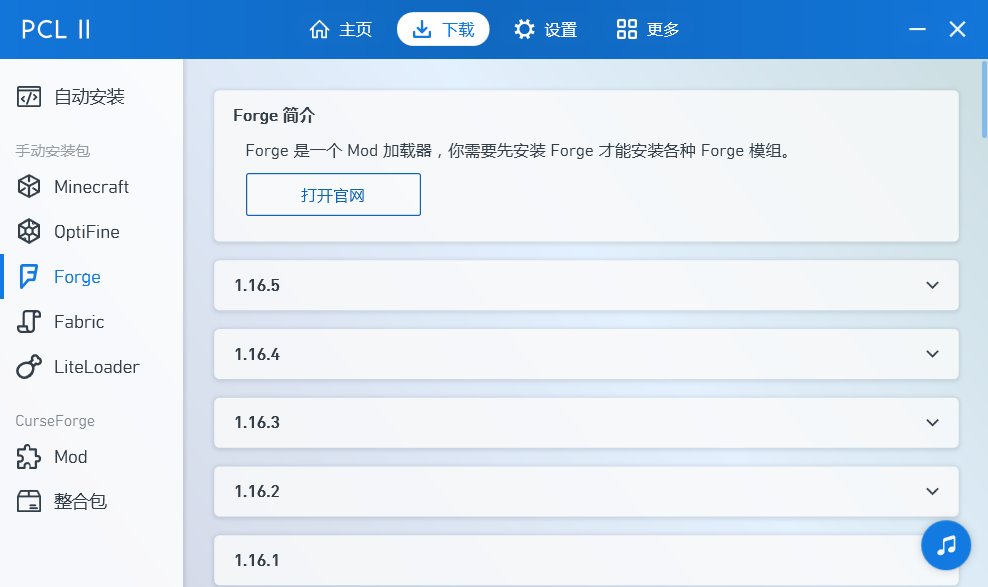 PCL II
主页
下载
设置
更多
自动安装
手动安装包
Minecraft
OptiFine
Forge
Fabric
LiteLoader
CurseForge
Mod
整合包
Forge 简介
Forge 是一个 Mod 加载器，你需要先安装 Forge 才能安装各种 Forge 模组。
打开官网
1.16.5
1.16.4
1.16.3
1.16.2
1.16.1